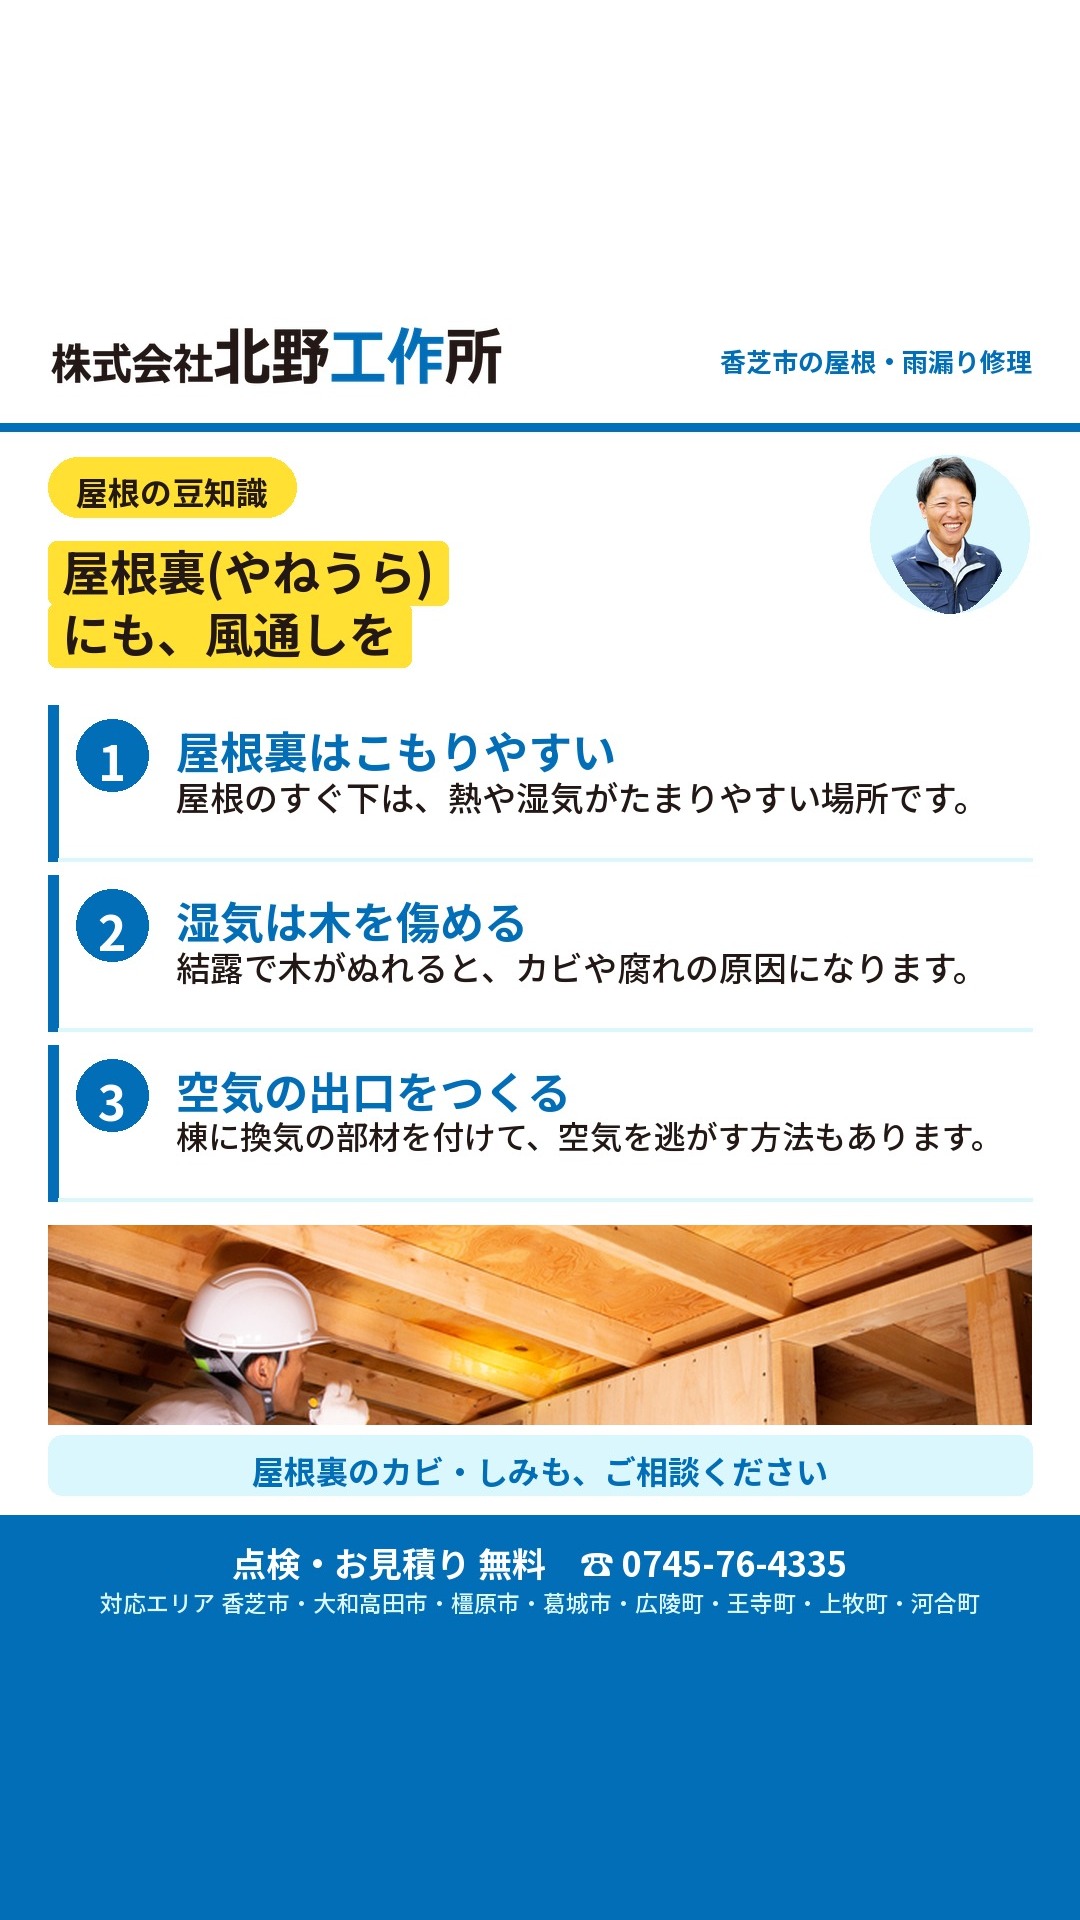 株式会社北野工作所
香芝市の屋根・雨漏り修理
屋根の豆知識
屋根裏(やねうら)
にも、風通しを
1 屋根裏はこもりやすい
屋根のすぐ下は、熱や湿気がたまりやすい場所です。
2 湿気は木を傷める
結露で木がぬれると、カビや腐れの原因になります。
3 空気の出口をつくる
棟に換気の部材を付けて、空気を逃がす方法もあります。
屋根裏のカビ・しみも、ご相談ください
点検・お見積り 無料 ☎ 0745-76-4335
対応エリア 香芝市・大和高田市・橿原市・葛城市・広陵町・王寺町・上牧町・河合町